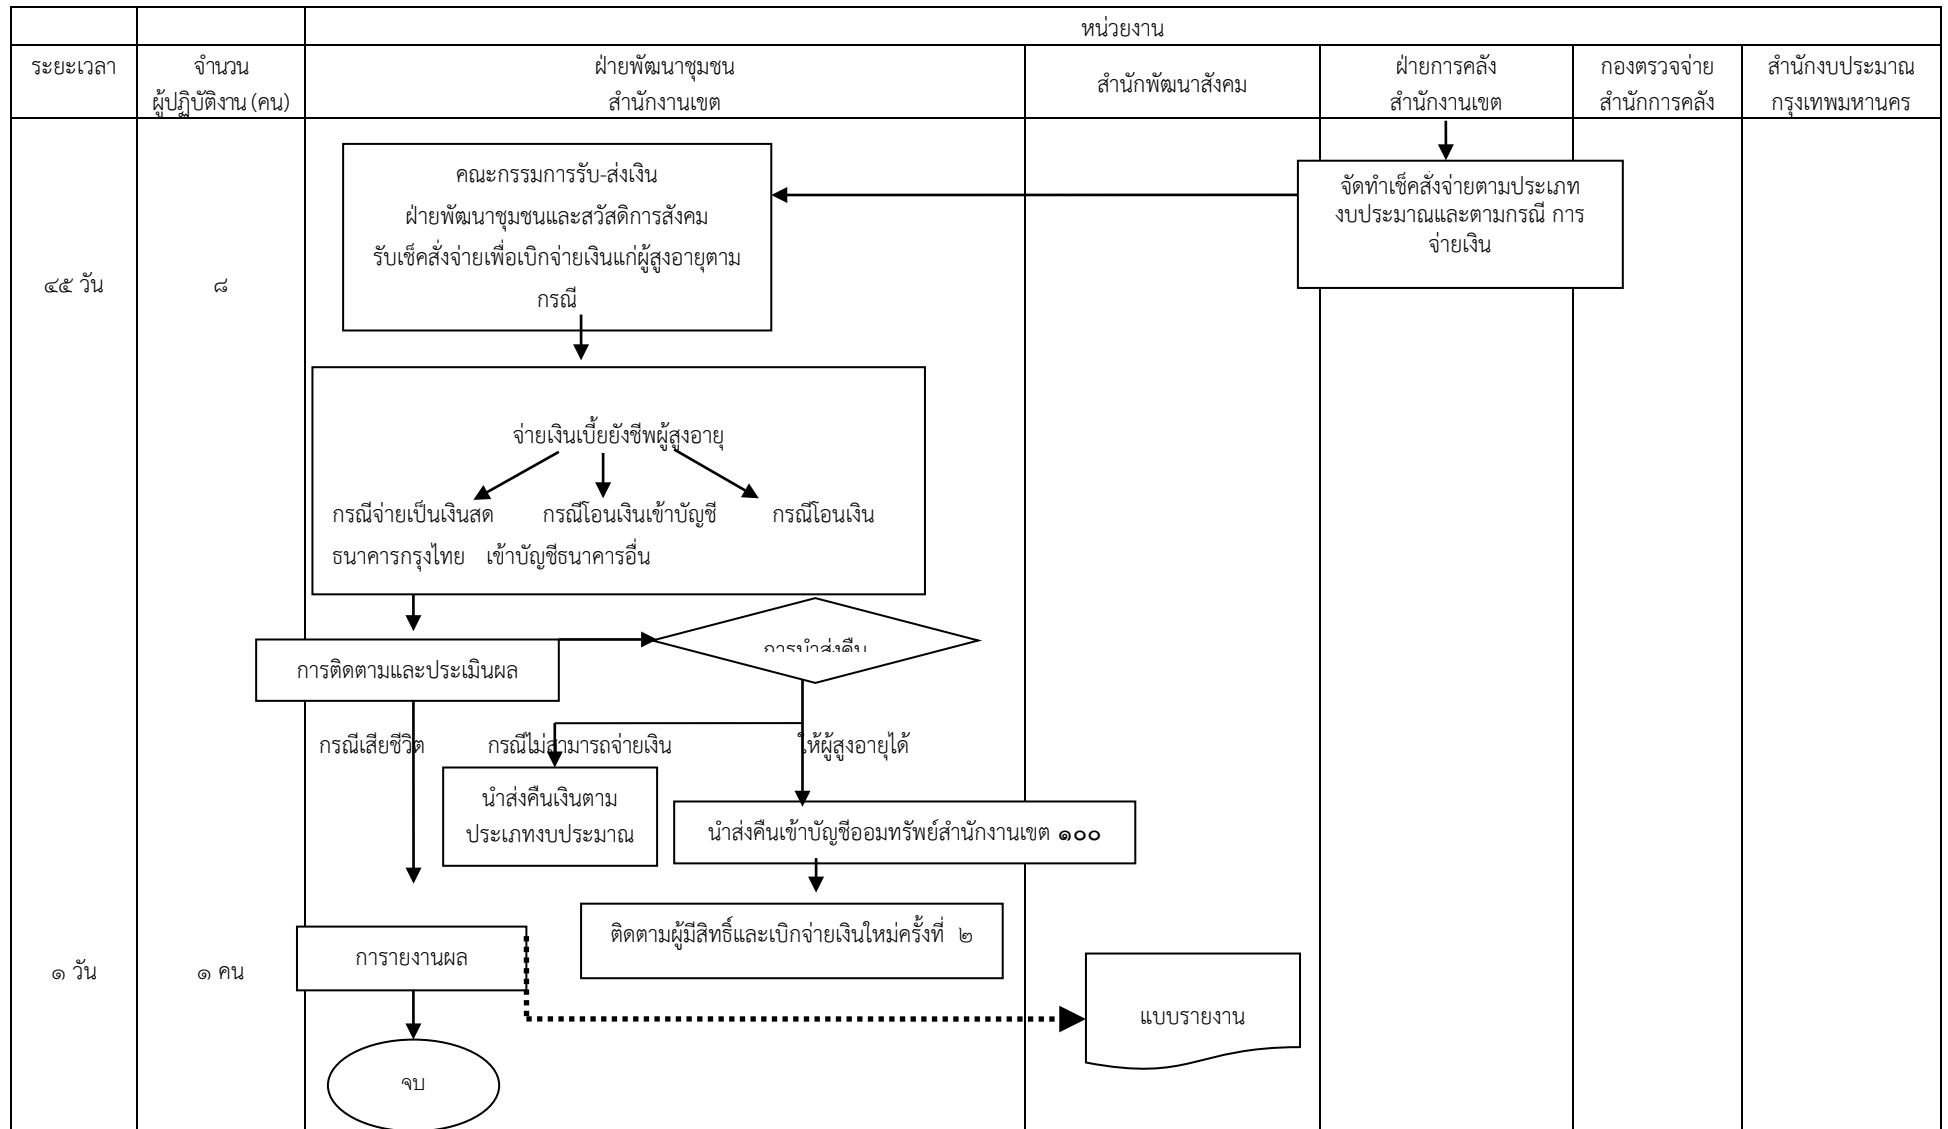 หน่วยงาน
ระยะเวลา
จำนวน
ผู้ปฏิบัติงาน (คน)
ฝ่ายพัฒนาชุมชน
สำนักงานเขต
สำนักพัฒนาสังคม
ฝ่ายการคลัง
สำนักงานเขต
กองตรวจจ่าย
สำนักการคลัง
สำนักงบประมาณ
กรุงเทพมหานคร
คณะกรรมการรับ-ส่งเงิน
ฝ่ายพัฒนาชุมชนและสวัสดิการสังคม
รับเช็คสั่งจ่ายเพื่อเบิกจ่ายเงินแก่ผู้สูงอายุตาม
กรณี
จัดทำเช็คสั่งจ่ายตามประเภท
งบประมาณและตามกรณี การ
จ่ายเงิน
๔๕ วัน
๘
จ่ายเงินเบี้ยยังชีพผู้สูงอายุ
กรณีจ่ายเป็นเงินสด กรณีโอนเงินเข้าบัญชี กรณีโอนเงิน
ธนาคารกรุงไทย เข้าบัญชีธนาคารอื่น
การนำส่งคืน
การติดตามและประเมินผล
กรณีเสียชีวิต กรณีไม่สามารถจ่ายเงิน ให้ผู้สูงอายุได้
นำส่งคืนเงินตาม
ประเภทงบประมาณ
นำส่งคืนเข้าบัญชีออมทรัพย์สำนักงานเขต ๑๐๐
ติดตามผู้มีสิทธิ์และเบิกจ่ายเงินใหม่ครั้งที่ ๒
๑ วัน
๑ คน
การายงานผล
แบบรายงาน
จบ